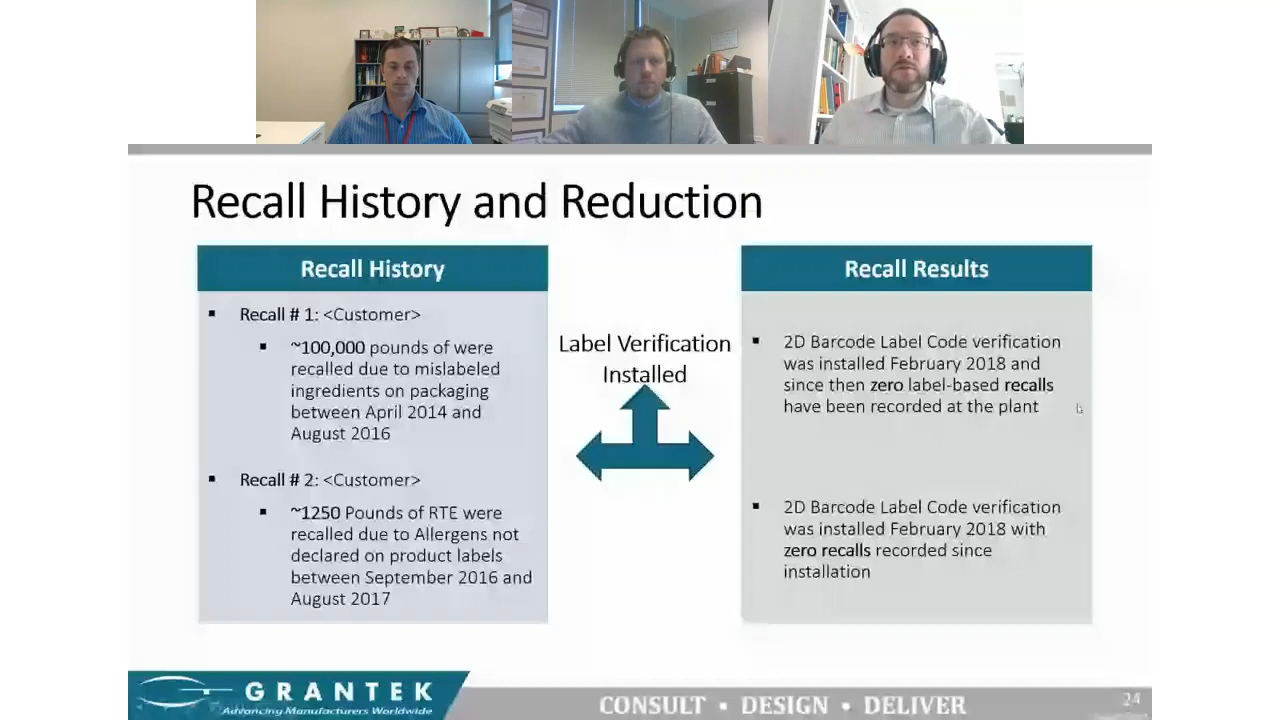 Recall History and Reduction
Recall History
Recall # 1: <Customer>
~100,000 pounds of were
recalled due to mislabeled
ingredients on packaging
between April 2014 and
August 2016
Recall # 2: <Customer>
~1250 Pounds of RTE were
recalled due to Allergens not
declared on product labels
between September 2016 and
August 2017
Label Verification
Installed
Recall Results
2D Barcode Label Code verification
was installed February 2018 and
since then zero label-based recalls
have been recorded at the plant
2D Barcode Label Code verification
was installed February 2018 with
zero recalls recorded since
installation
GRANTEK
Advancing Manufacturers Worldwide
CONSULT • DESIGN • DELIVER
24